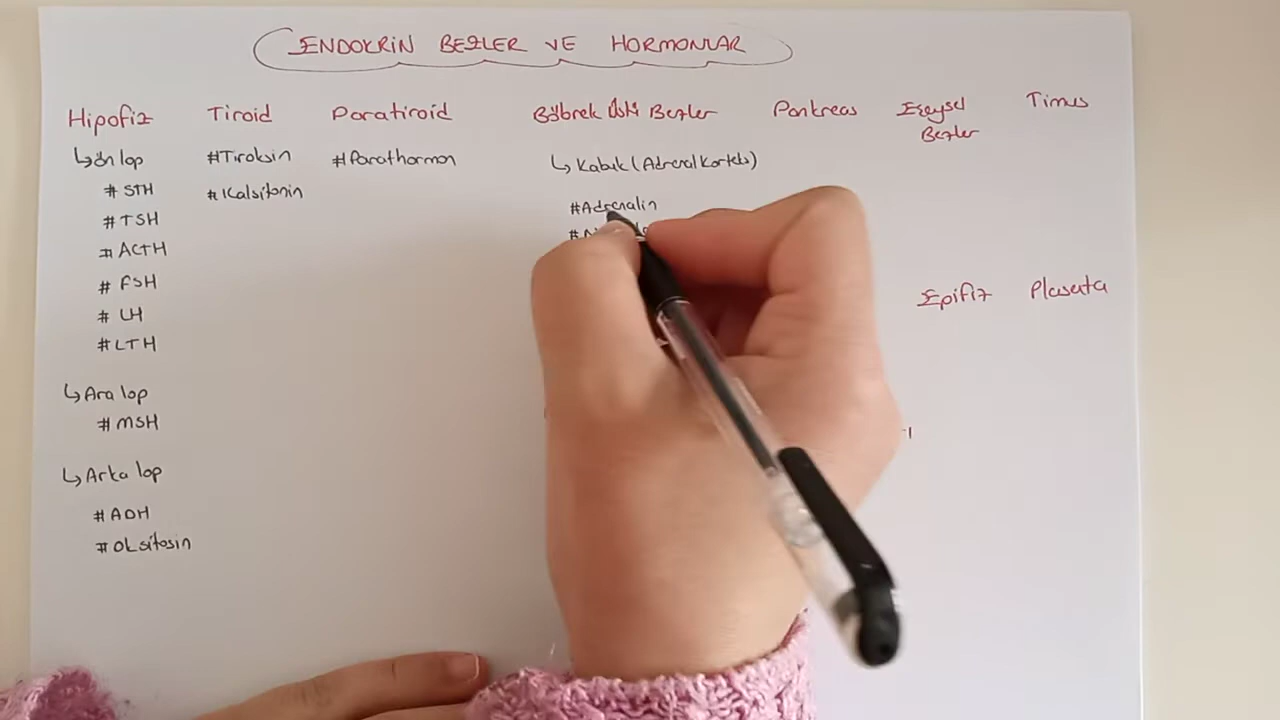 ENDOKRİN BEZLER VE HORMONLAR
Hipofiz
↳ön lop
#STH
#TSH
#ACTH
#FSH
#LH
#LTH
↳Ara lop
#MSH
↳Arka lop
#ADH
#oksitosin
Tiroid
#Tiroksin
#Kalsitonin
Paratiroid
#Parathormon
Böbrek Üstü Bezler
↳Kabuk (Adrenal Korteks)
#Adrenalin
Pankreas
Eşeysel
Bezler
Timus
Epifiz
Plasenta